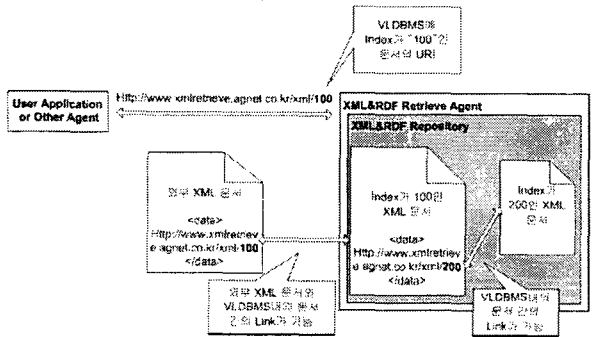 VLDBMS에
Index가 "100"인
문서의 URI
Http://www.xmlretrieve.agnet.co.kr/xml/100
User Application
or Other Agent
XML&RDF Retrieve Agent
XML&RDF Repository
외부 XML 문서
<data>
Http://www.xmlretriev
e.agnet.co.kr/xml/100
</data>
Index가 100인
XML 문서
<data>
Http://www.xmlretriev
e.agnet.co.kr/xml/200
</data>
Index가
200인 XML
문서
외부 XML 문서와
VLDBMS내의 문서
간의 Link가 가능
VLDBMS내의
문서 간의
Link가 가능